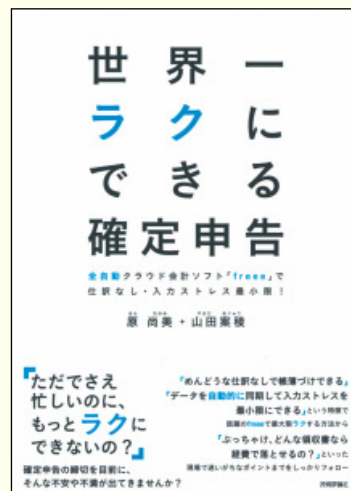 世界一
ラクに
できる
確定申告
全自動クラウド会計ソフト「freee」で
仕訳なし・入力ストレス最小限！
原 尚美 + 山田案稜
「ただでさえ
忙しいのに、
もっとラクに
できないの？」
確定申告の締切を目前に、
そんな不安や不満が出てきませんか？
「めんどうな仕訳なしで帳簿づけできる」
「データを自動的に同期して入力ストレスを
最小限にできる」という特徴で
話題のfreeeで最大限ラクする方法から
「ぶっちゃけ、どんな領収書なら
経費で落とせるの？」といった
現場で迷いがちなポイントまでをしっかりフォロー
技術評論社